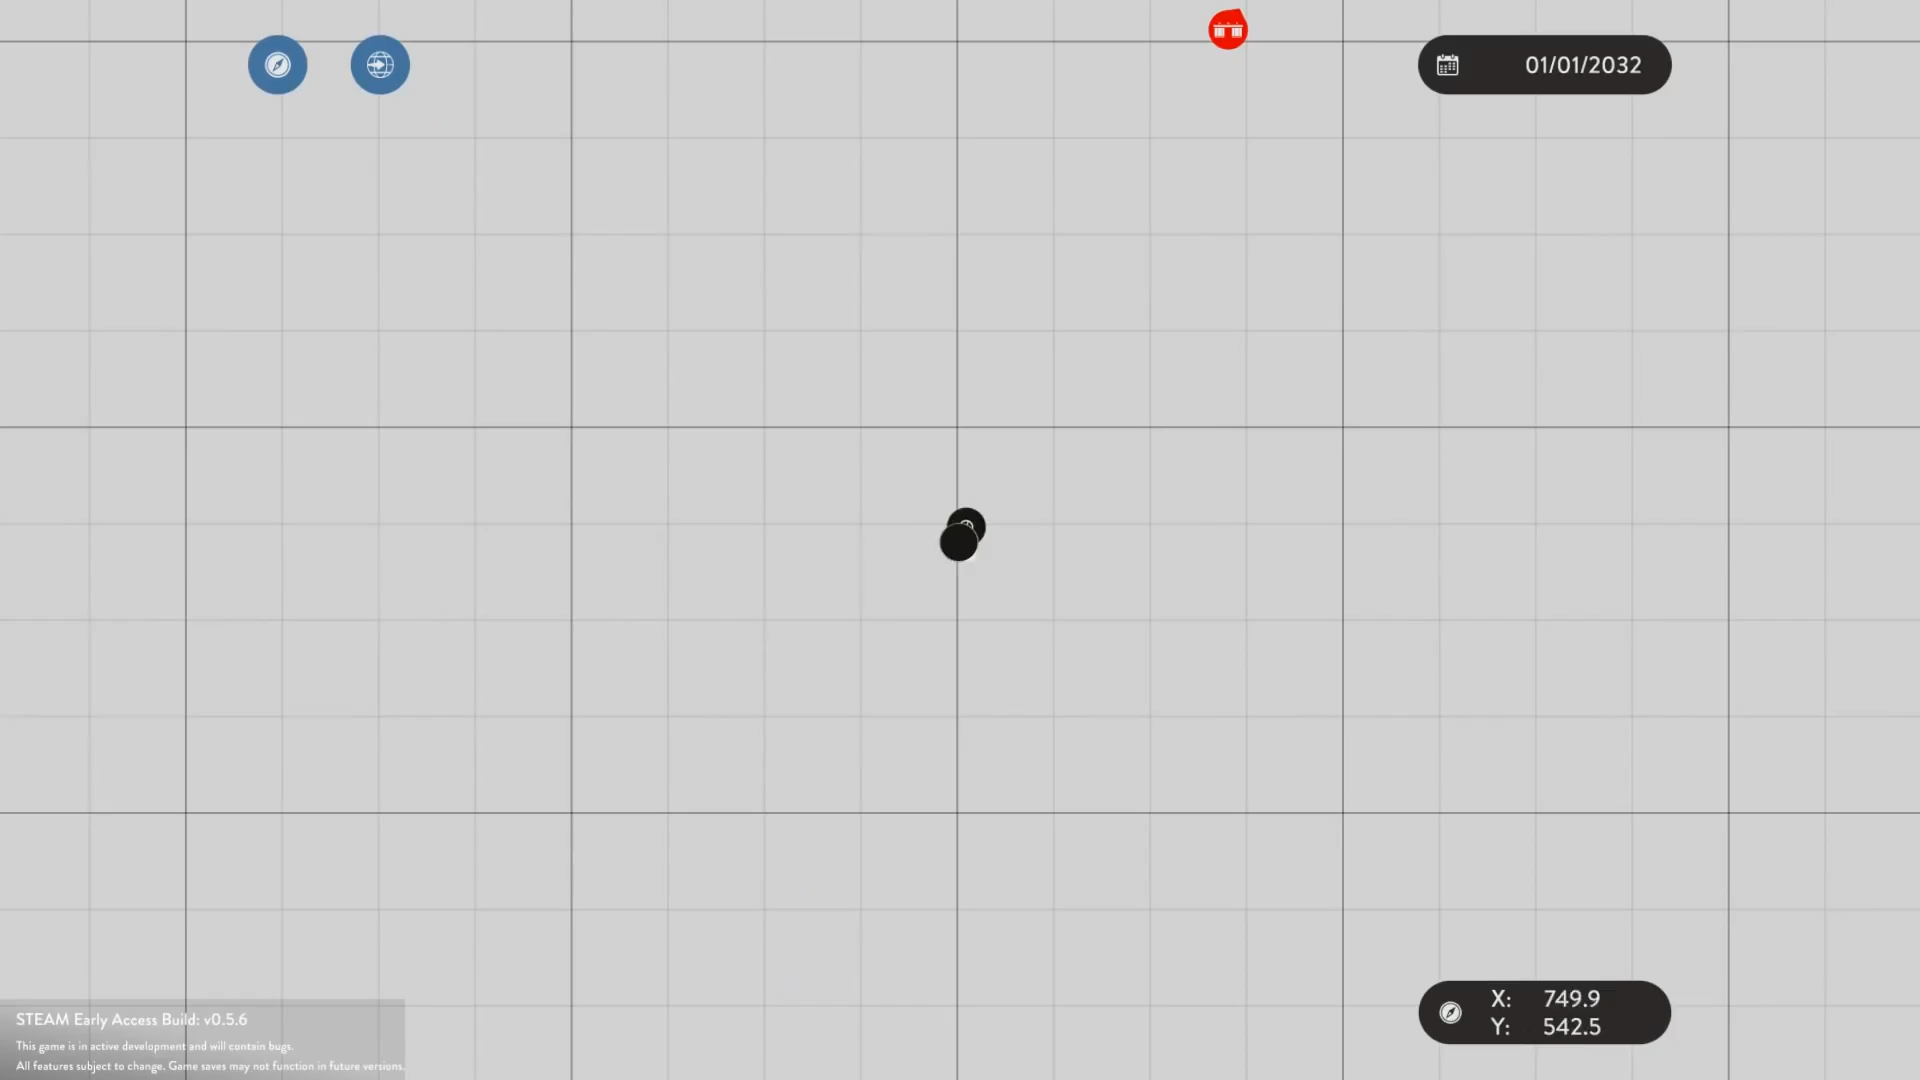 01/01/2032
X: 749.9
Y: 542.5
STEAM Early Access Build: v0.5.6
This game is in active development and will contain bugs.
All features subject to change. Game saves may not function in future versions.